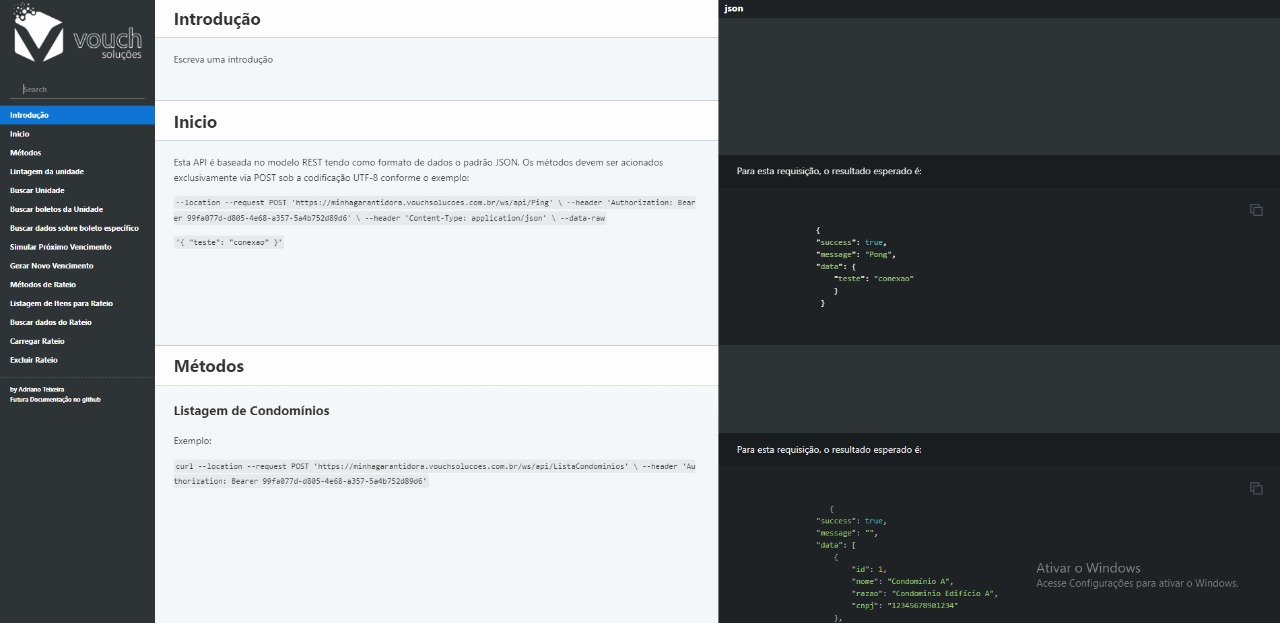 vouch
soluções
Search
Introdução
Inicio
Métodos
Lintagem da unidade
Buscar Unidade
Buscar boletos da Unidade
Buscar dados sobre boleto específico
Simular Próximo Vencimento
Gerar Novo Vencimento
Métodos de Rateio
Listagem de Itens para Rateio
Buscar dados do Rateio
Carregar Rateio
Excluir Rateio
by Adriano Teixeira
Futura Documentação no github
Introdução
Escreva uma introdução
Inicio
Esta API é baseada no modelo REST tendo como formato de dados o padrão JSON. Os métodos devem ser acionados
exclusivamente via POST sob a codificação UTF-8 conforme o exemplo:
--location --request POST 'https://minhagarantidora.vouchsolucoes.com.br/ws/api/Ping' \ --header 'Authorization: Bear
er 99fa077d-d805-4e68-a357-5a4b752d89d6' \ --header 'Content-Type: application/json' \ --data-raw
'{ "teste": "conexao" }'
Métodos
Listagem de Condomínios
Exemplo:
curl --location --request POST 'https://minhagarantidora.vouchsolucoes.com.br/ws/api/ListaCondominios' \ --header 'Au
thorization: Bearer 99fa077d-d805-4e68-a357-5a4b752d89d6'
json
Para esta requisição, o resultado esperado é:
{
"success": true,
"message": "Pong",
"data": {
"teste": "conexao"
}
}
Para esta requisição, o resultado esperado é:
{
"success": true,
"message": "",
"data": [
{
"id": 1,
"nome": "Condomínio A",
"razao": "Condominio Edifício A",
"cnpj": "12345678901234"
},
Ativar o Windows
Acesse Configurações para ativar o Windows.